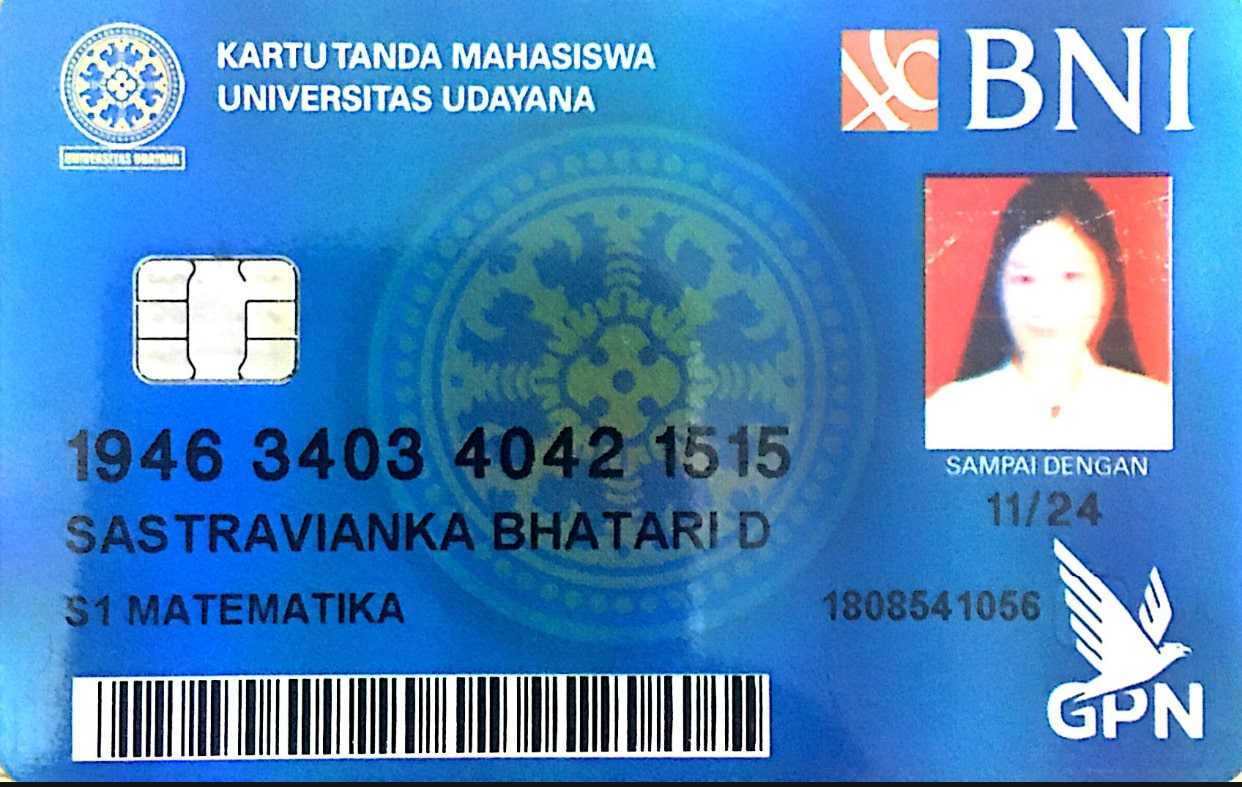 KARTU TANDA MAHASISWA
UNIVERSITAS UDAYANA
UNIVERSITAS UDAYANA
BNI
SAMPAI DENGAN
11/24
1946 3403 4042 1515
SASTRAVIANKA BHATARI D
S1 MATEMATIKA
1808541056
GPN